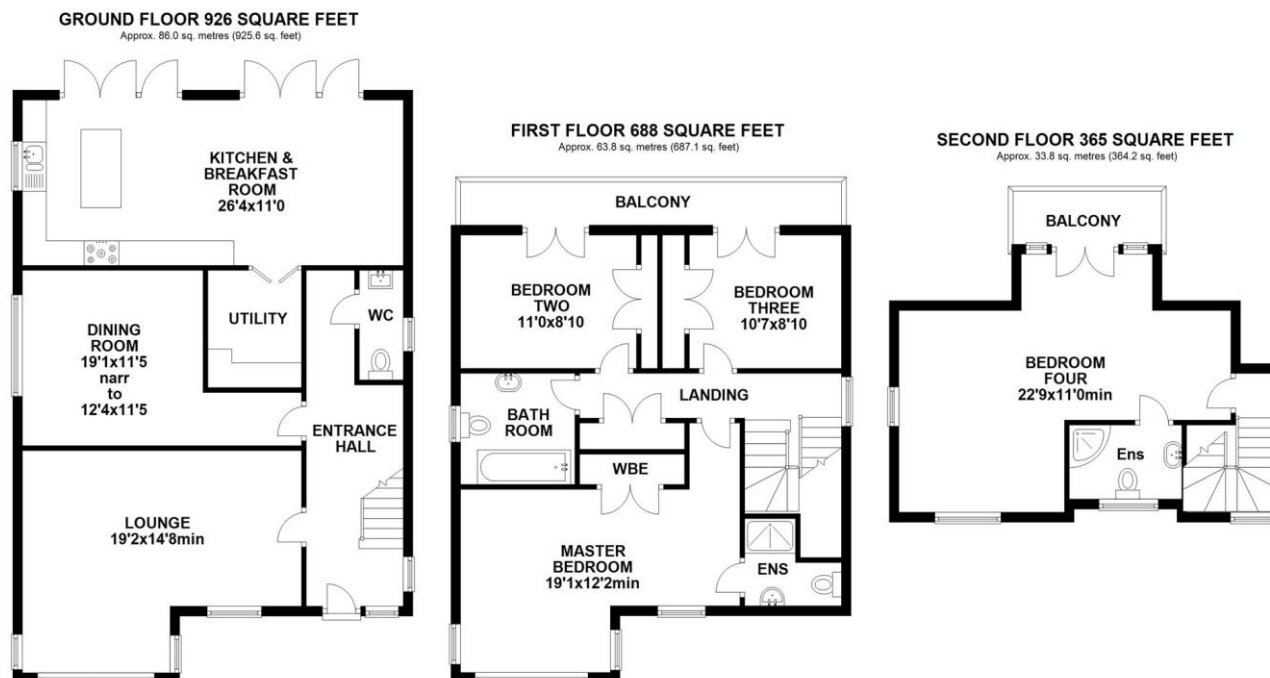 GROUND FLOOR 926 SQUARE FEET
Approx. 86.0 sq. metres (925.6 sq. feet)
KITCHEN &
BREAKFAST
ROOM
26'4x11'0
UTILITY
WC
DINING
ROOM
19'1x11'5
narr
to
12'4x11'5
ENTRANCE
HALL
LOUNGE
19'2x14'8min
FIRST FLOOR 688 SQUARE FEET
Approx. 63.8 sq. metres (687.1 sq. feet)
BALCONY
BEDROOM
TWO
11'0x8'10
BEDROOM
THREE
10'7x8'10
LANDING
BATH
ROOM
WBE
MASTER
BEDROOM
19'1x12'2min
ENS
SECOND FLOOR 365 SQUARE FEET
Approx. 33.8 sq. metres (364.2 sq. feet)
BALCONY
BEDROOM
FOUR
22'9x11'0min
Ens